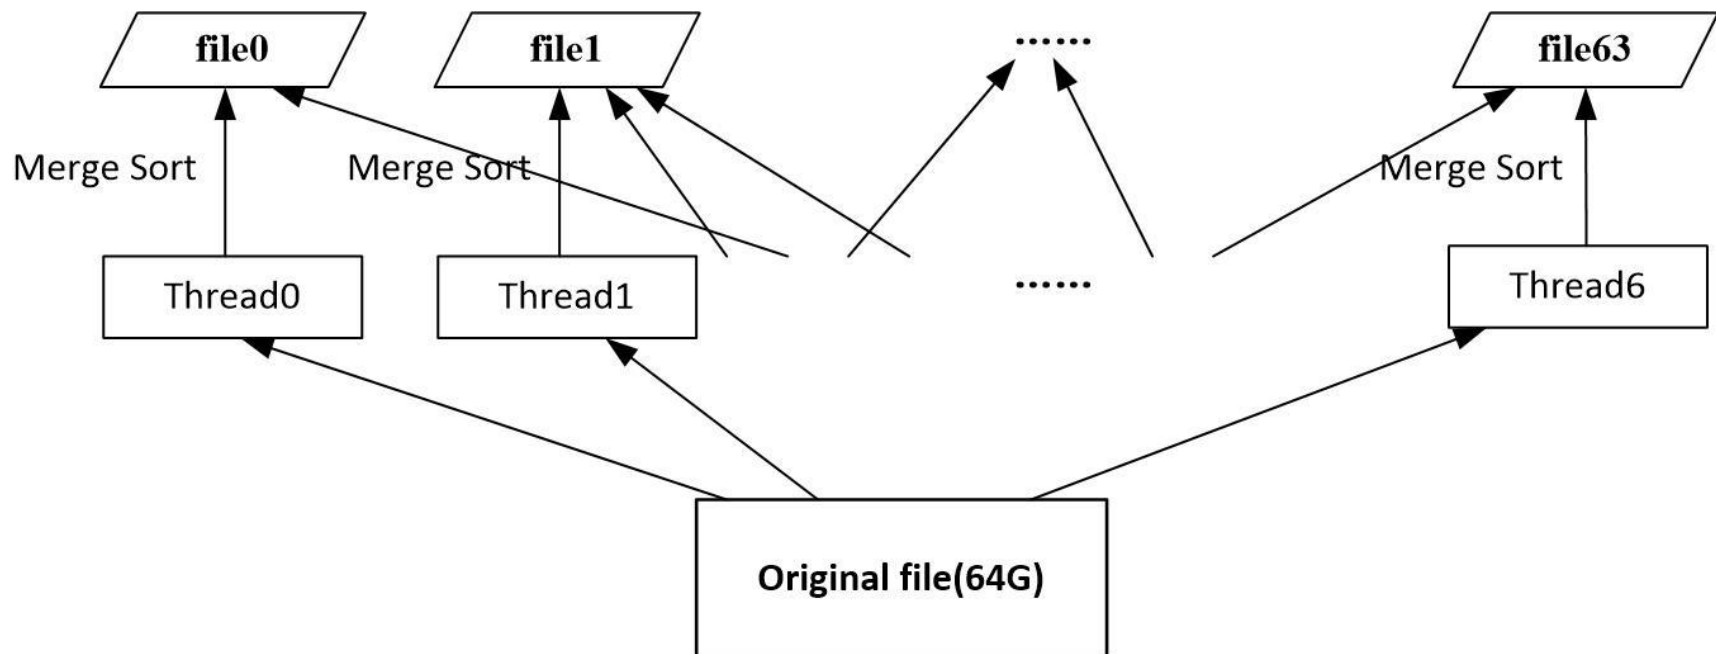 file0 file1 ...... file63
Merge Sort Merge Sort Merge Sort
Thread0 Thread1 ...... Thread6
Original file(64G)